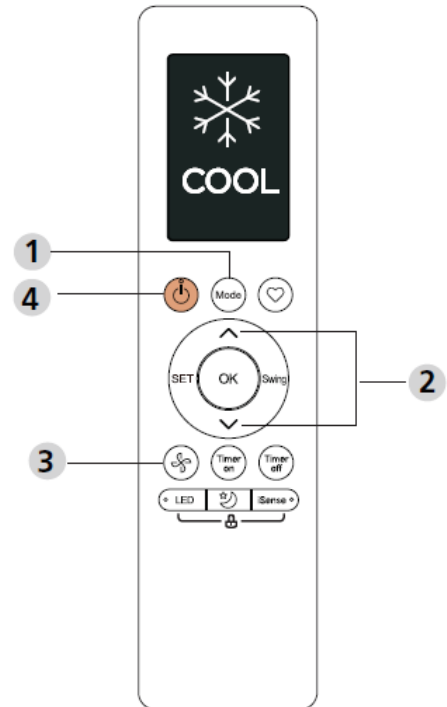 COOL
1
4
Mode
2
SET
OK
Swing
3
Timer
on
Timer
off
LED
iSense